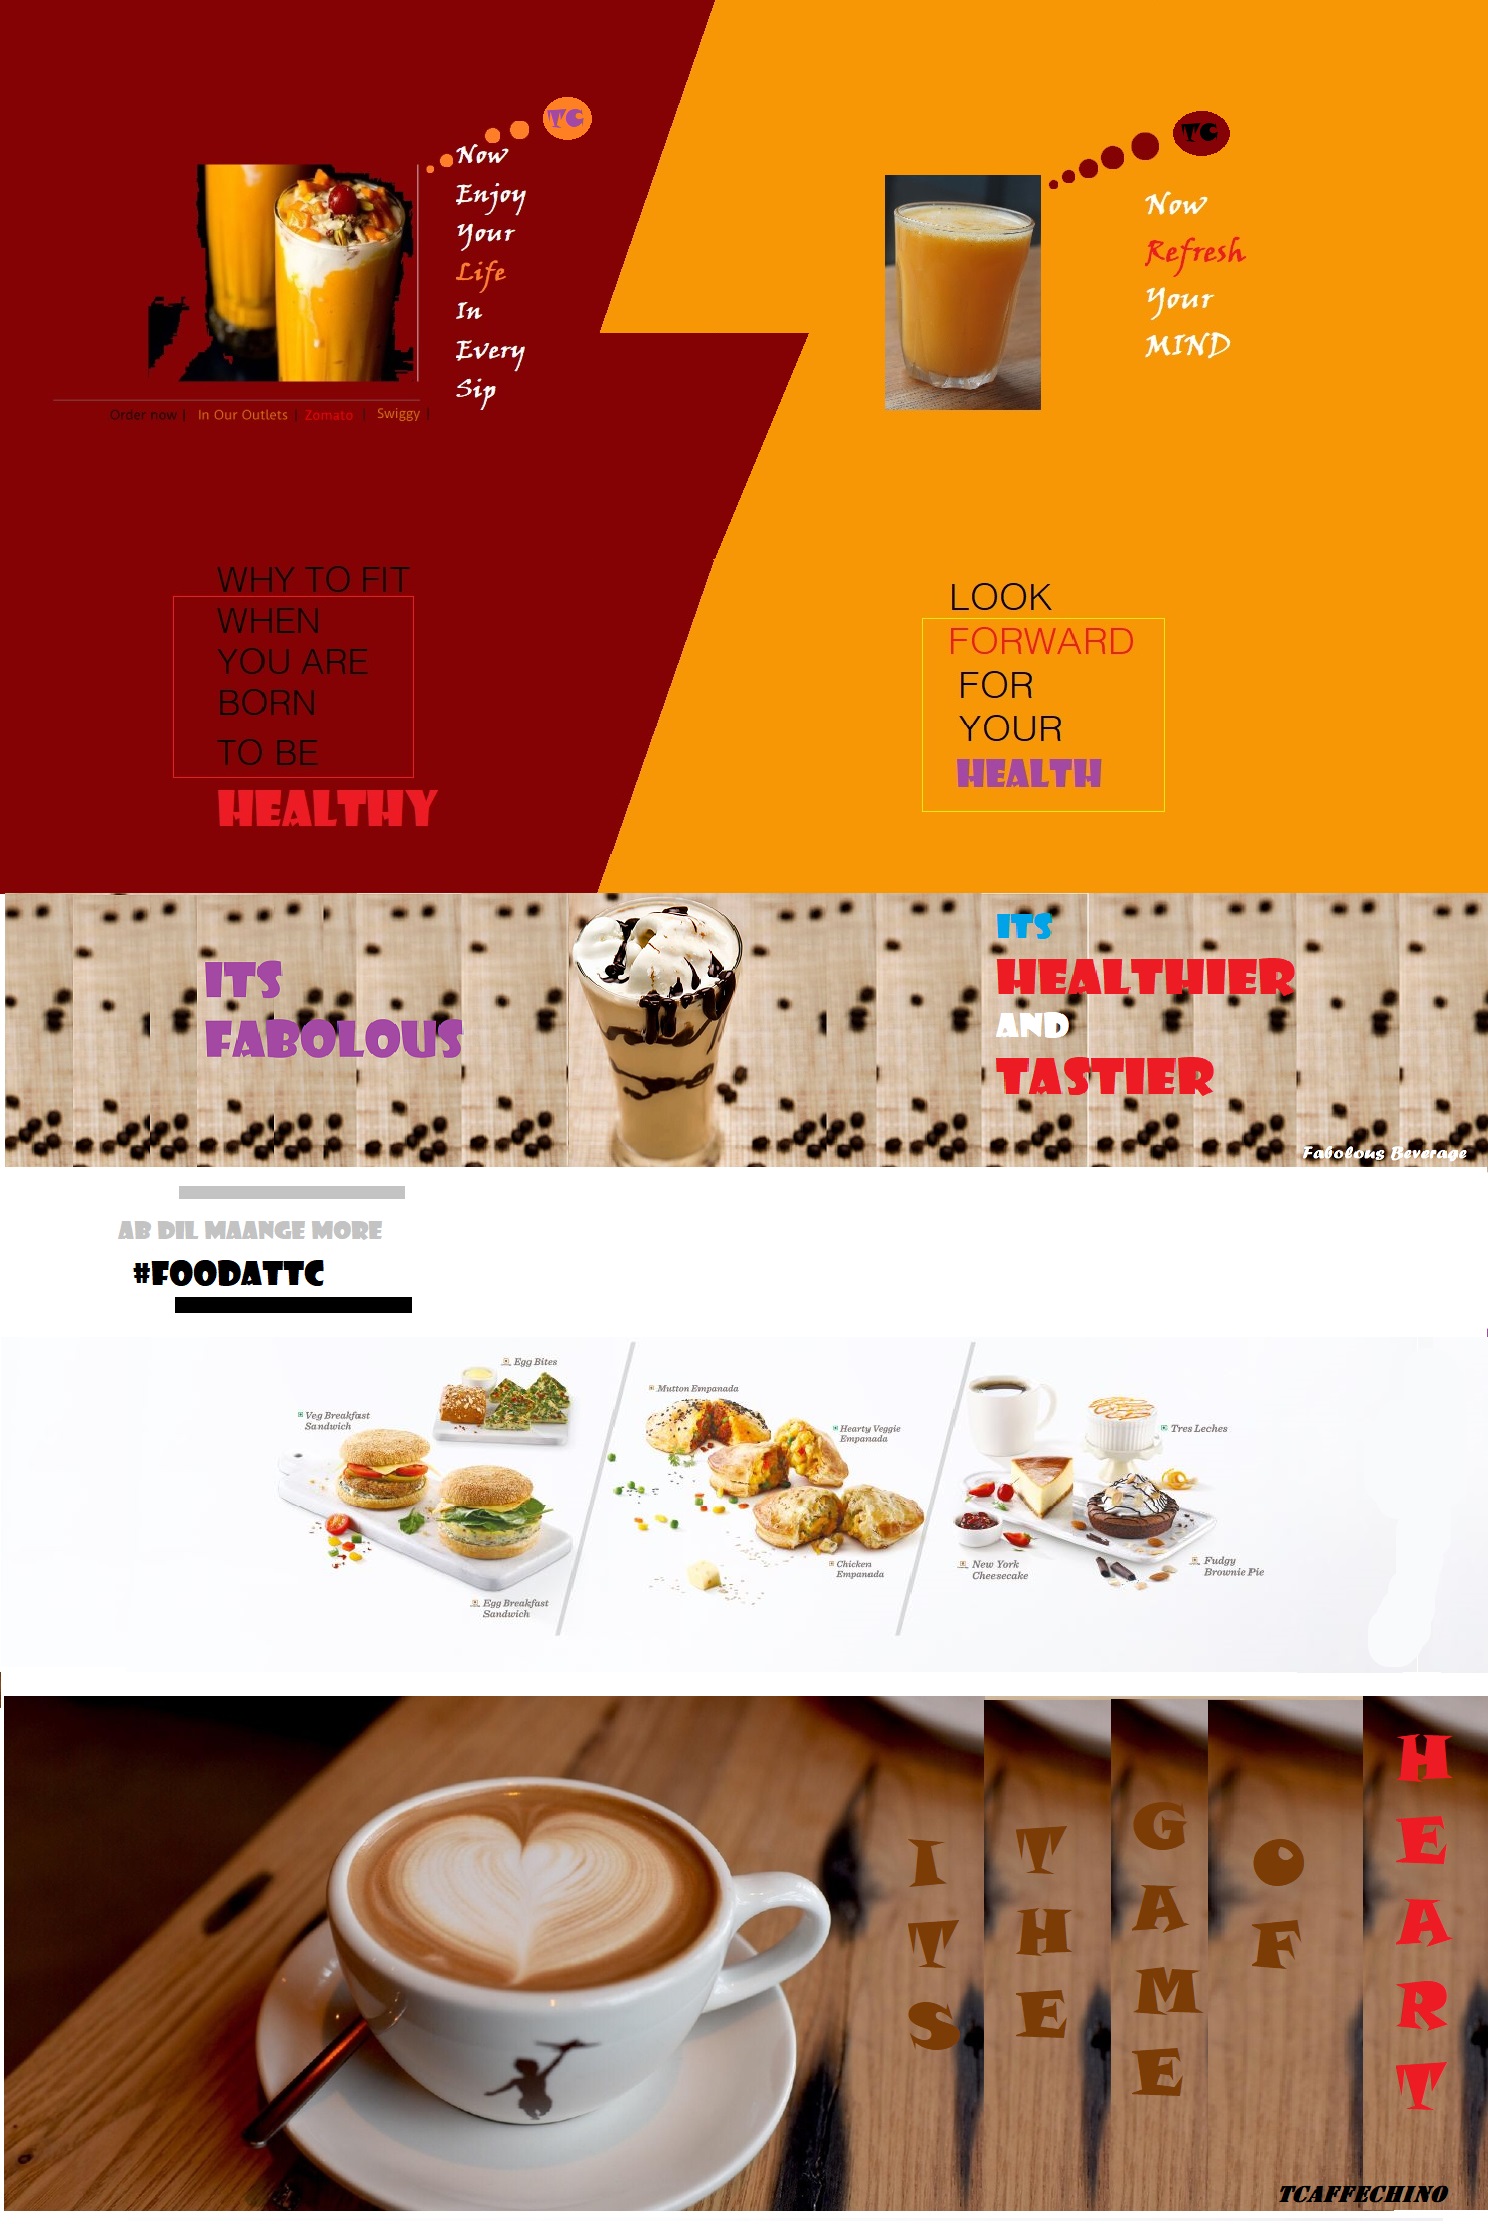 TC
Now
Enjoy
Your
Life
In
Every
Sip
Order now | In Our Outlets | Zomato | Swiggy |
TC
Now
Refresh
Your
MIND
WHY TO FIT
WHEN
YOU ARE
BORN
TO BE
HEALTHY
LOOK
FORWARD
FOR
YOUR
HEALTH
ITS
FABOLOUS
ITS
HEALTHIER
AND
TASTIER
Fabolous Beverage
AB DIL MAANGE MORE
#FOODATTC
Egg Bites
Veg Breakfast
Sandwich
Egg Breakfast
Sandwich
Mutton Empanada
Hearty Veggie
Empanada
Chicken
Empanada
Tres Leches
New York
Cheesecake
Fudgy
Brownie Pie
ITS
THE
GAME
OF
HEART
TCAFFECHINO